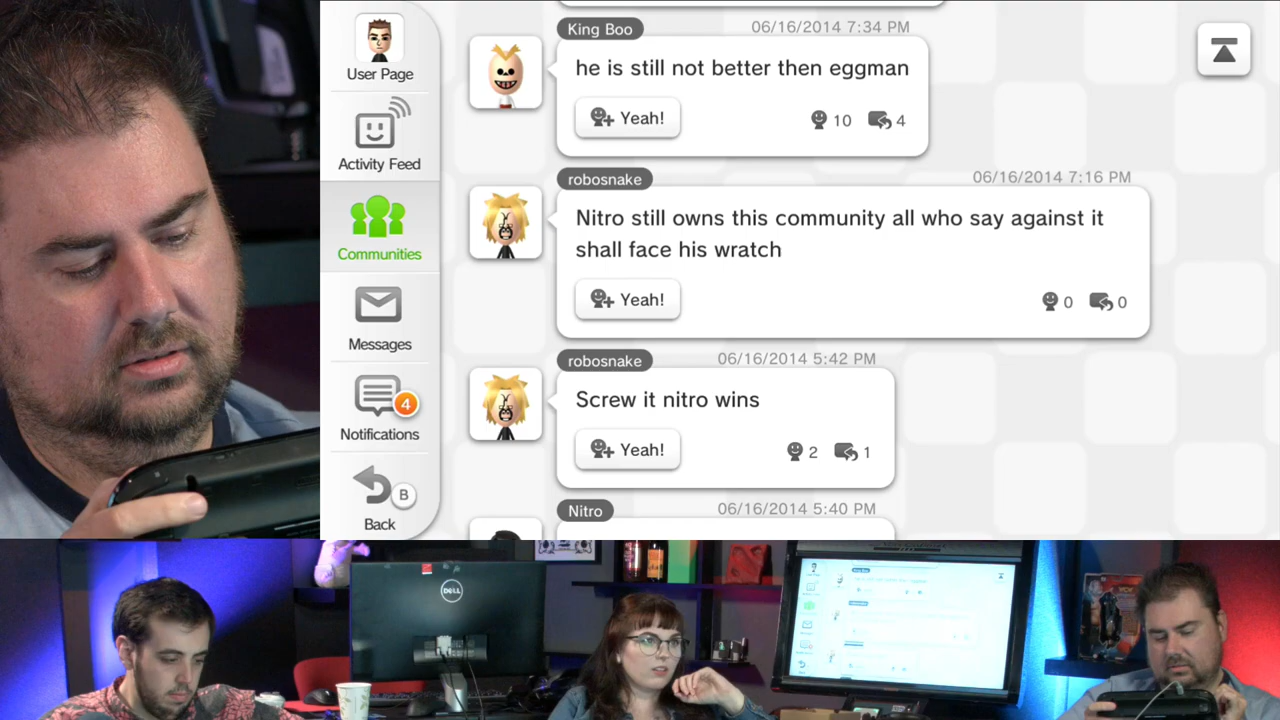 User Page
Activity Feed
Communities
Messages
4
Notifications
B
Back
King Boo
06/16/2014 7:34 PM
he is still not better then eggman
Yeah!
10
4
robosnake
06/16/2014 7:16 PM
Nitro still owns this community all who say against it
shall face his wratch
Yeah!
0
0
robosnake
06/16/2014 5:42 PM
Screw it nitro wins
Yeah!
2
1
Nitro
06/16/2014 5:40 PM
DELL